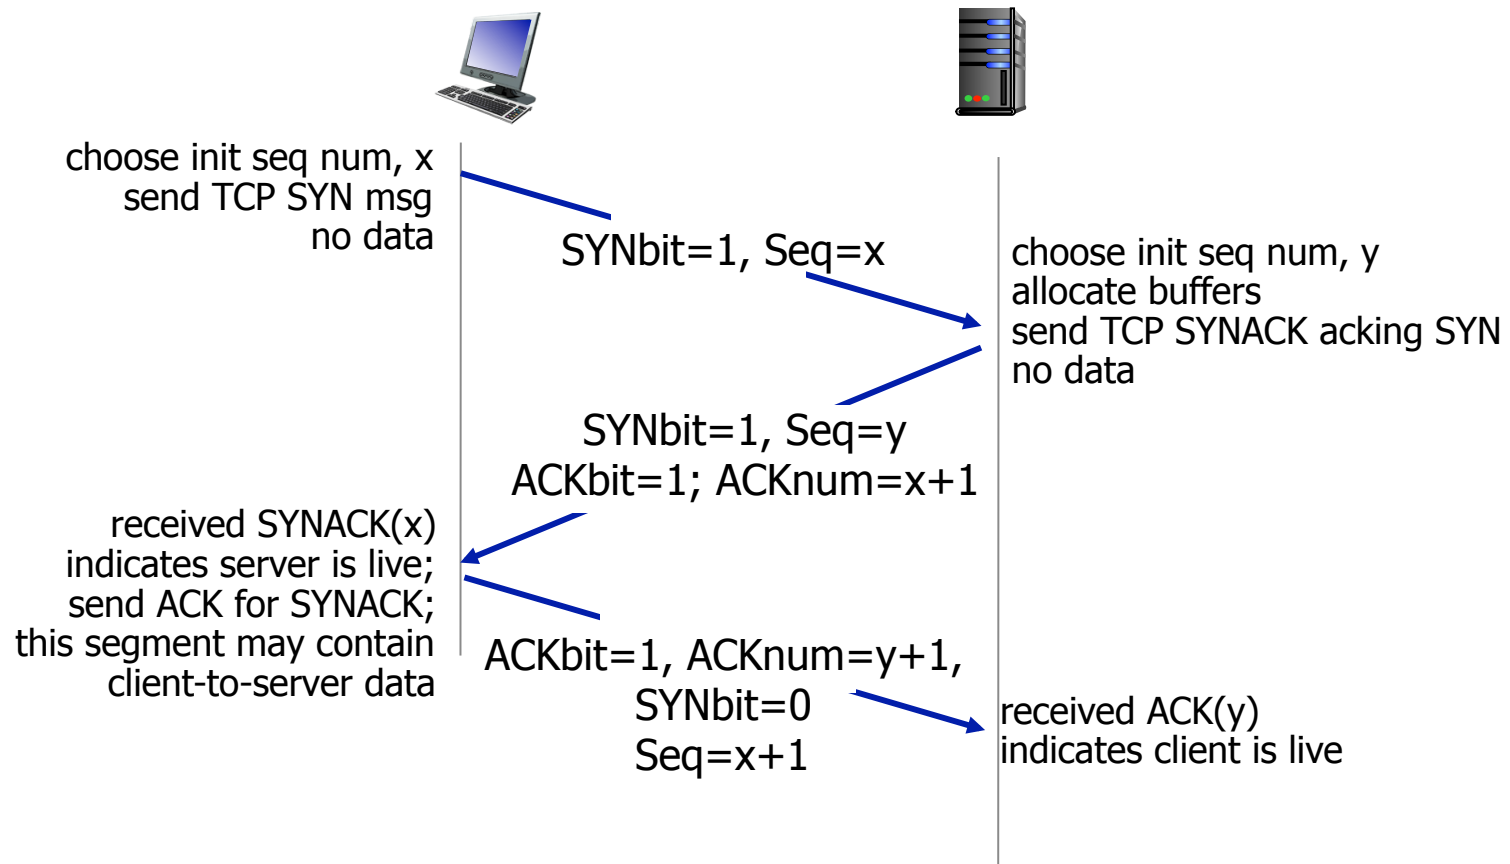 choose init seq num, x
send TCP SYN msg
no data
SYNbit=1, Seq=x
choose init seq num, y
allocate buffers
send TCP SYNACK acking SYN
no data
SYNbit=1, Seq=y
ACKbit=1; ACKnum=x+1
received SYNACK(x)
indicates server is live;
send ACK for SYNACK;
this segment may contain
client-to-server data
ACKbit=1, ACKnum=y+1,
SYNbit=0
Seq=x+1
received ACK(y)
indicates client is live